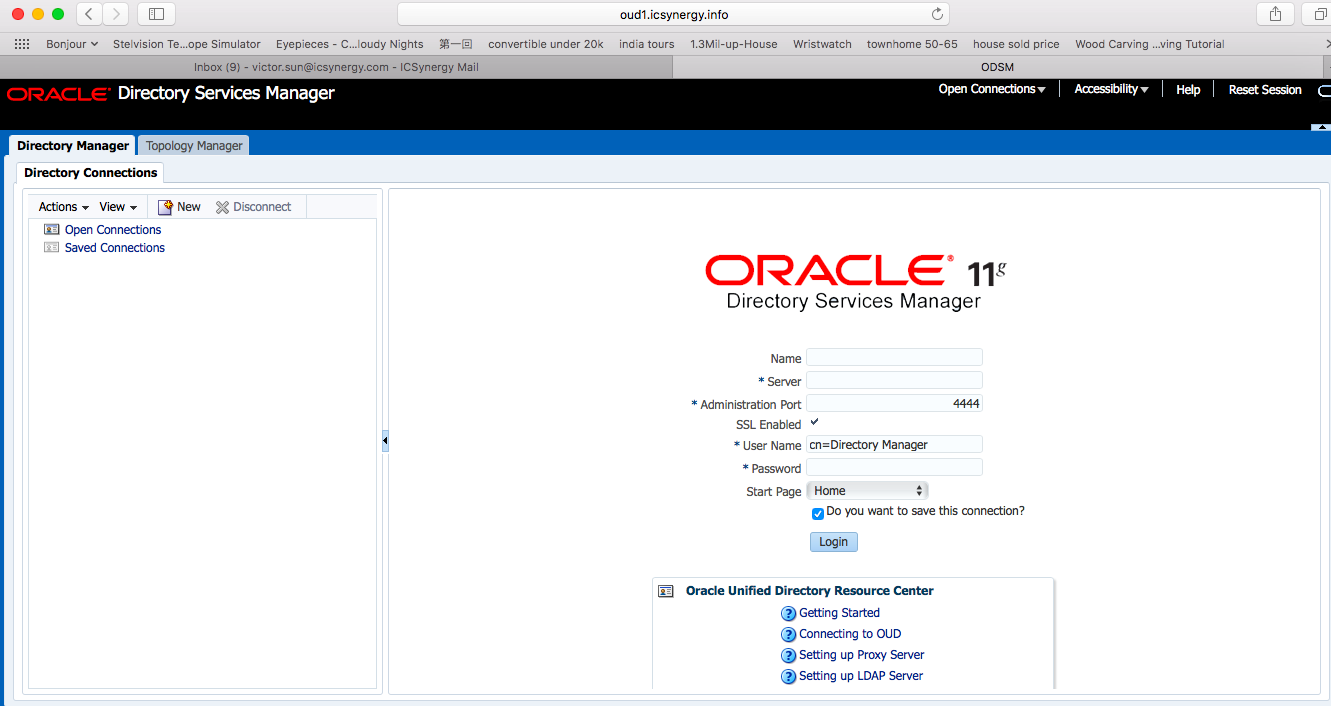 oud1.icsynergy.info
Bonjour Stelvision Te...ope Simulator Eyepieces - C...loudy Nights 第一回 convertible under 20k india tours 1.3Mil-up-House Wristwatch townhome 50-65 house sold price Wood Carving ...ving Tutorial
Inbox (9) - victor.sun@icsynergy.com - ICSynergy Mail ODSM
ORACLE Directory Services Manager Open Connections Accessibility Help Reset Session
Directory Manager Topology Manager
Directory Connections
Actions View New Disconnect
Open Connections
Saved Connections
ORACLE® 11g
Directory Services Manager
Name
* Server
* Administration Port 4444
SSL Enabled
* User Name cn=Directory Manager
* Password
Start Page Home
Do you want to save this connection?
Login
Oracle Unified Directory Resource Center
? Getting Started
? Connecting to OUD
? Setting up Proxy Server
? Setting up LDAP Server